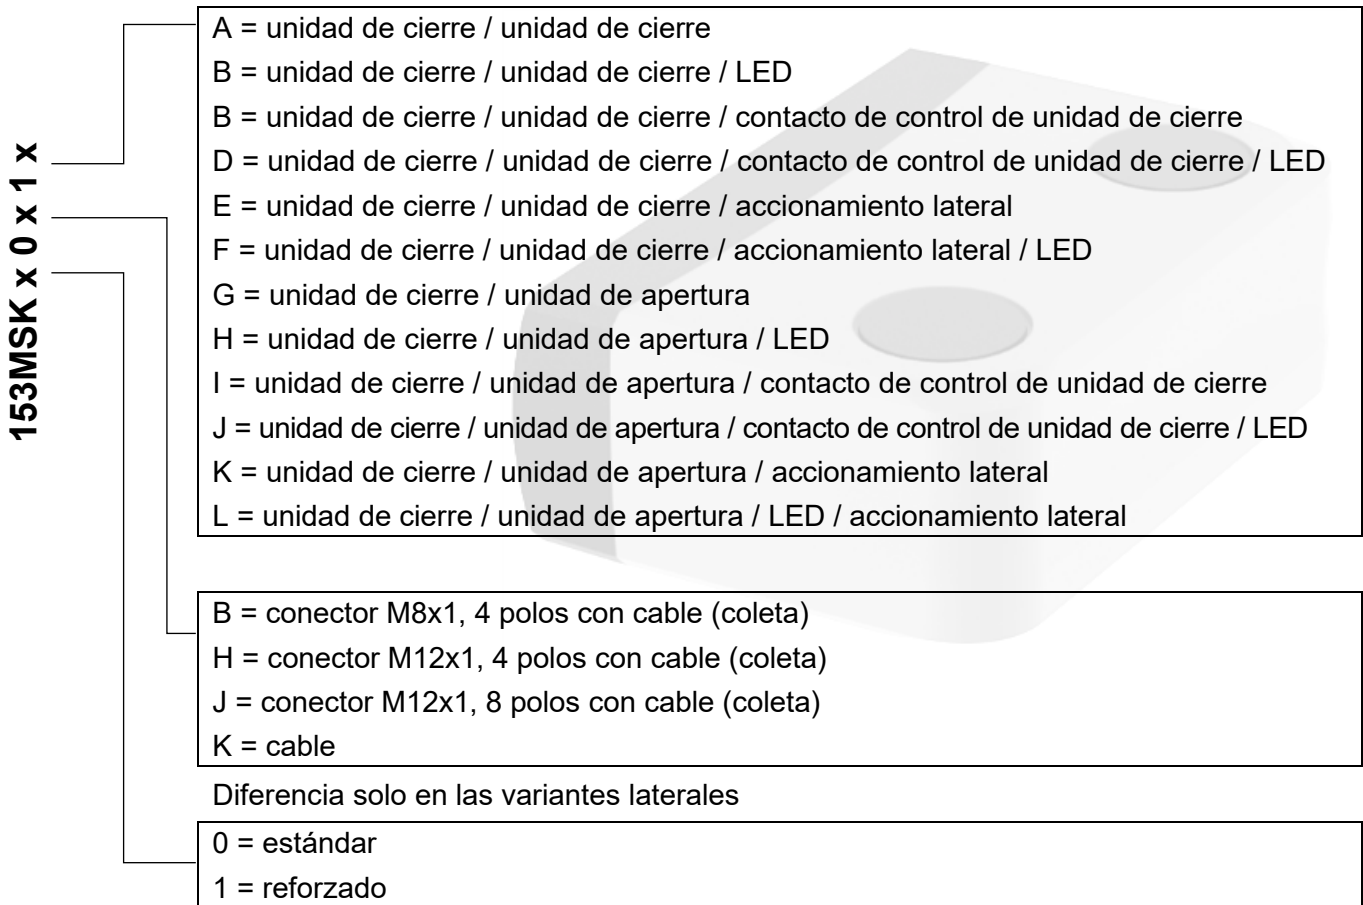 153MSK x 0 x 1 x
A = unidad de cierre / unidad de cierre
B = unidad de cierre / unidad de cierre / LED
B = unidad de cierre / unidad de cierre / contacto de control de unidad de cierre
D = unidad de cierre / unidad de cierre / contacto de control de unidad de cierre / LED
E = unidad de cierre / unidad de cierre / accionamiento lateral
F = unidad de cierre / unidad de cierre / accionamiento lateral / LED
G = unidad de cierre / unidad de apertura
H = unidad de cierre / unidad de apertura / LED
I = unidad de cierre / unidad de apertura / contacto de control de unidad de cierre
J = unidad de cierre / unidad de apertura / contacto de control de unidad de cierre / LED
K = unidad de cierre / unidad de apertura / accionamiento lateral
L = unidad de cierre / unidad de apertura / LED / accionamiento lateral
B = conector M8x1, 4 polos con cable (coleta)
H = conector M12x1, 4 polos con cable (coleta)
J = conector M12x1, 8 polos con cable (coleta)
K = cable
Diferencia solo en las variantes laterales
0 = estándar
1 = reforzado